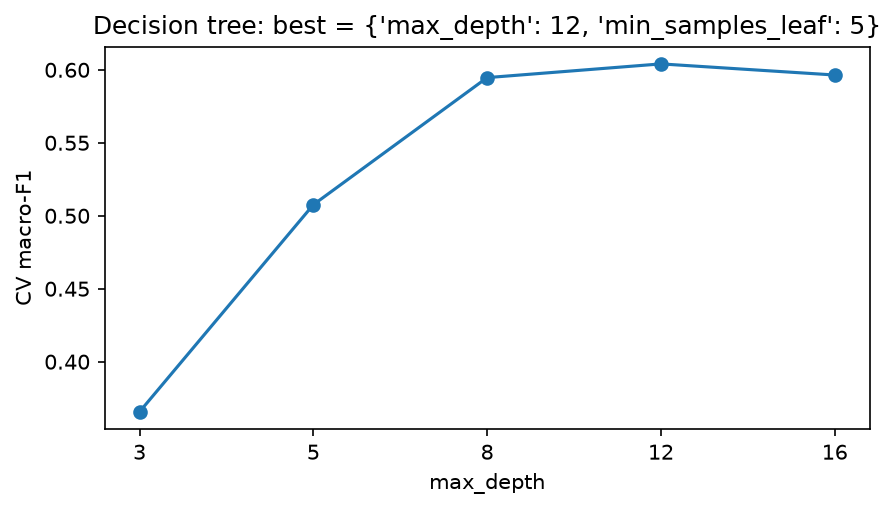 Decision tree: best = {'max_depth': 12, 'min_samples_leaf': 5}
0.60
0.55
0.50
0.45
0.40
CV macro-F1
3 5 8 12 16
max_depth